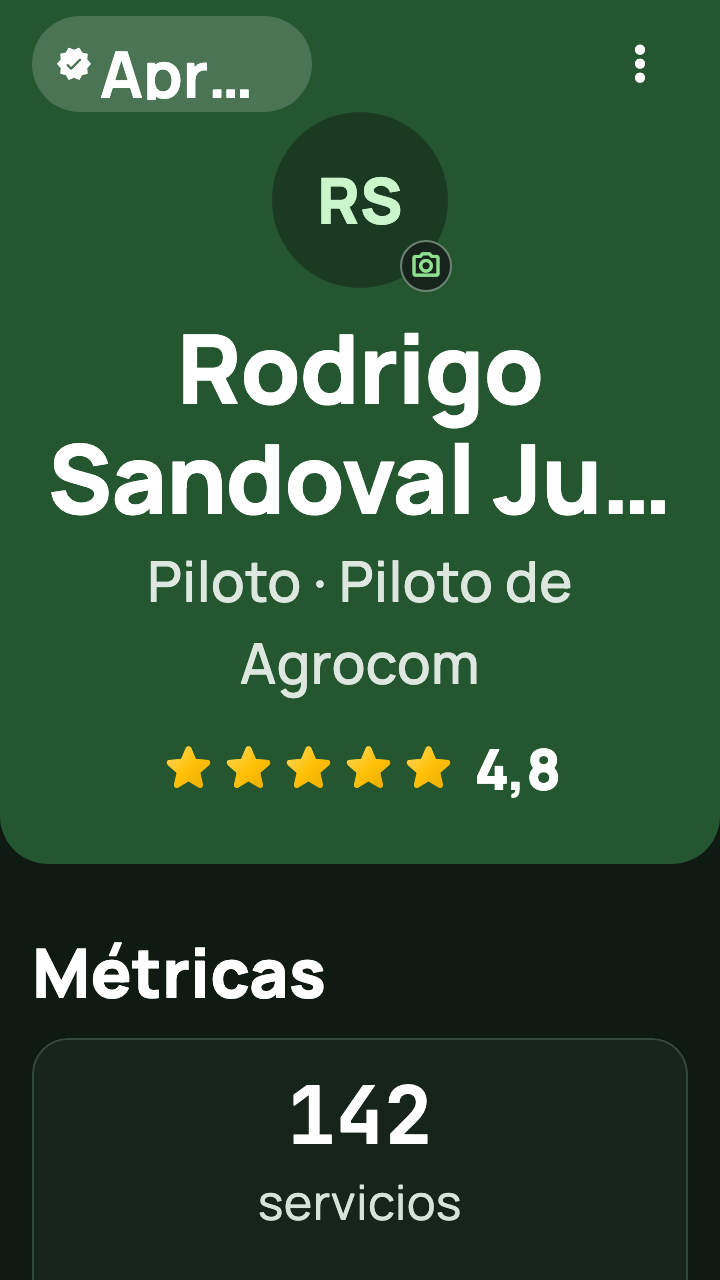 Apr...
RS
Rodrigo
Sandoval Ju...
Piloto · Piloto de
Agrocom
4,8
Métricas
142
servicios